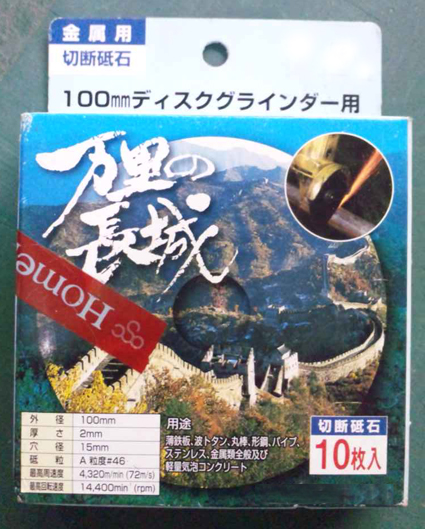 金属用
切断砥石
100mmディスクグラインダー用
万里の
長城
Home
外 径 100mm
厚 さ 2mm
穴 径 15mm
砥 粒 A 粒度#46
最高周速度 4,320m/min (72m/s)
最高回転速度 14,400min⁻(rpm)
用途
薄鉄板、波トタン、丸棒、形鋼、パイプ、
ステンレス、金属類全般及び
軽量気泡コンクリート
切断砥石
10枚入